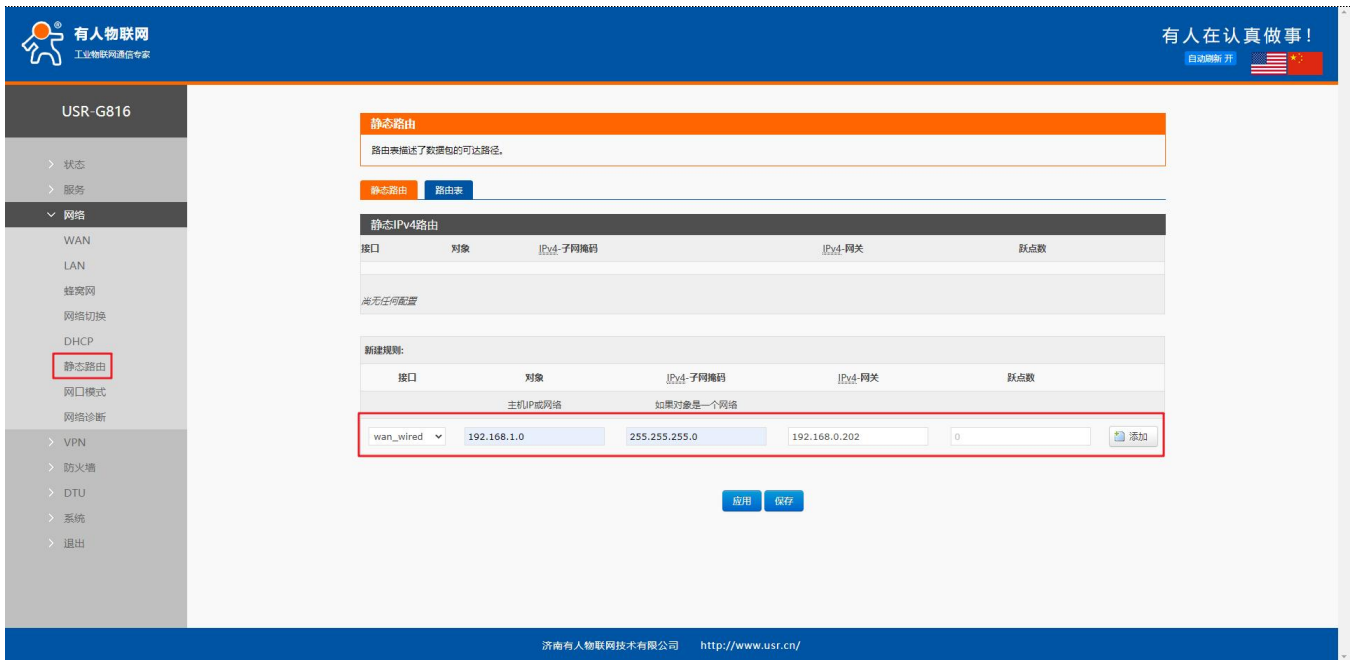 有人物联网
®
工业物联网通信专家
有人在认真做事!
自动刷新 开
USR-G816
状态
服务
网络
WAN
LAN
蜂窝网
网络切换
DHCP
静态路由
网口模式
网络诊断
VPN
防火墙
DTU
系统
退出
静态路由
路由表描述了数据包的可达路径。
静态路由 路由表
静态IPv4路由
接口 对象 IPv4-子网掩码 IPv4-网关 跃点数
尚无任何配置
新建规则:
接口 对象 IPv4-子网掩码 IPv4-网关 跃点数
主机IP或网络 如果对象是一个网络
wan_wired 192.168.1.0 255.255.255.0 192.168.0.202 0 添加
应用 保存
济南有人物联网技术有限公司 http://www.usr.cn/